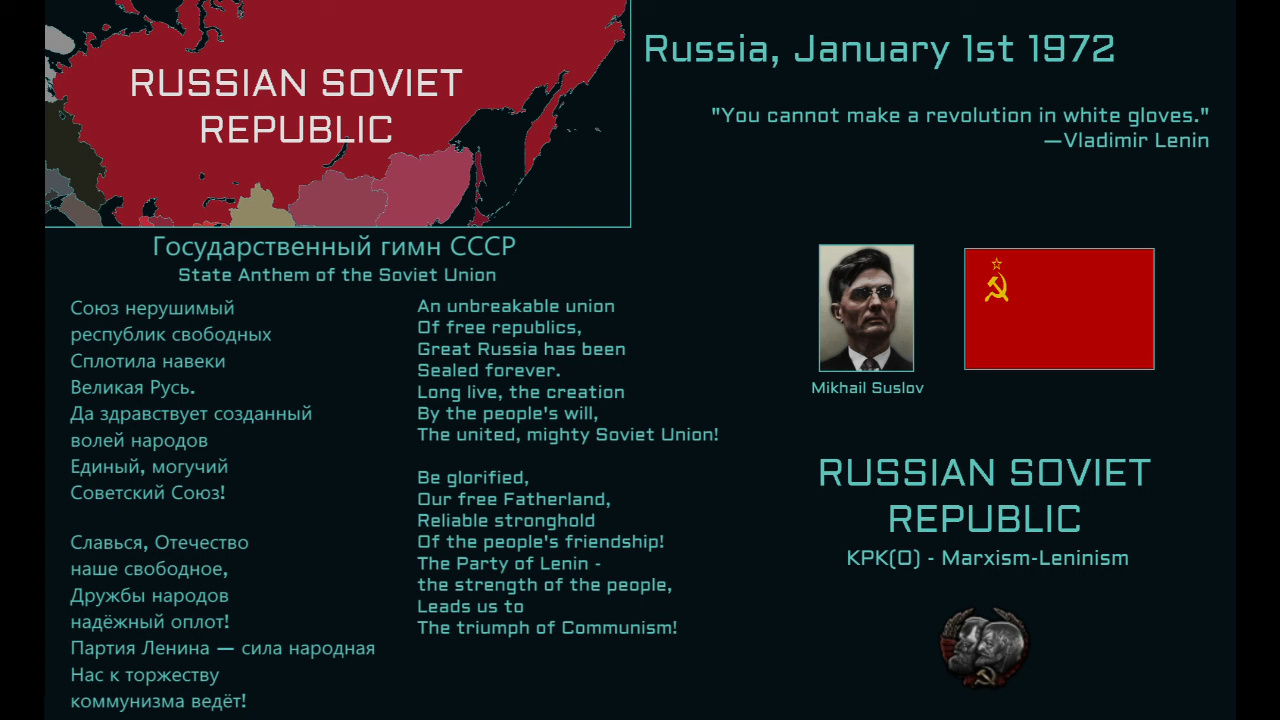 RUSSIAN SOVIET
REPUBLIC
Russia, January 1st 1972
"You cannot make a revolution in white gloves."
—Vladimir Lenin
Государственный гимн СССР
State Anthem of the Soviet Union
Союз нерушимый
республик свободных
Сплотила навеки
Великая Русь.
Да здравствует созданный
волей народов
Единый, могучий
Советский Союз!
Славься, Отечество
наше свободное,
Дружбы народов
надёжный оплот!
Партия Ленина — сила народная
Нас к торжеству
коммунизма ведёт!
An unbreakable union
Of free republics,
Great Russia has been
Sealed forever.
Long live, the creation
By the people's will,
The united, mighty Soviet Union!
Be glorified,
Our free Fatherland,
Reliable stronghold
Of the people's friendship!
The Party of Lenin -
the strength of the people,
Leads us to
The triumph of Communism!
Mikhail Suslov
RUSSIAN SOVIET
REPUBLIC
KPK(O) - Marxism-Leninism